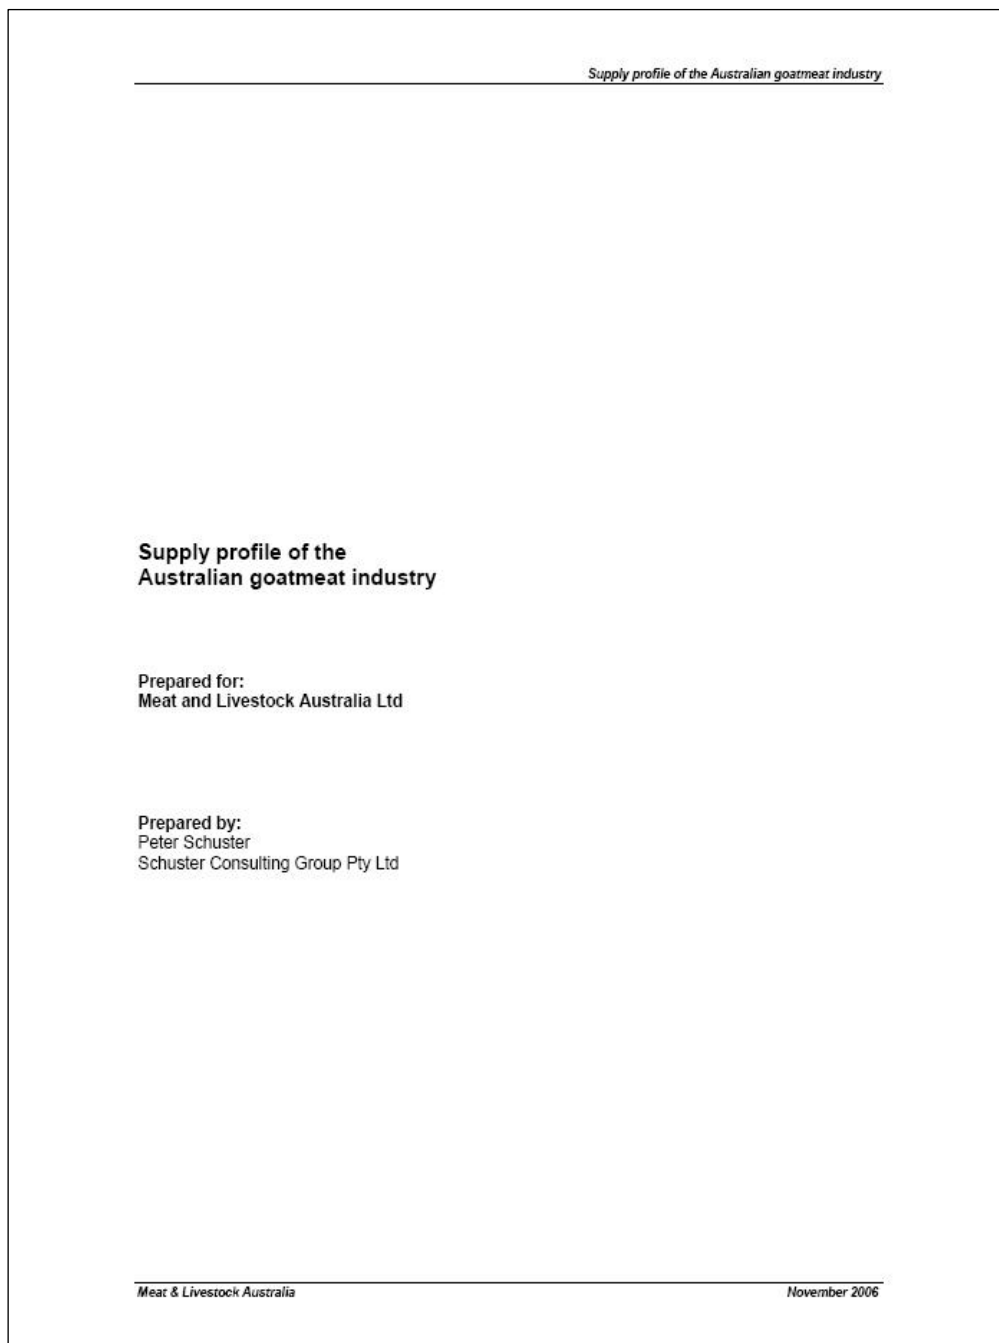 Supply profile of the Australian goatmeat industry
Supply profile of the
Australian goatmeat industry
Prepared for:
Meat and Livestock Australia Ltd
Prepared by:
Peter Schuster
Schuster Consulting Group Pty Ltd
Meat & Livestock Australia November 2006